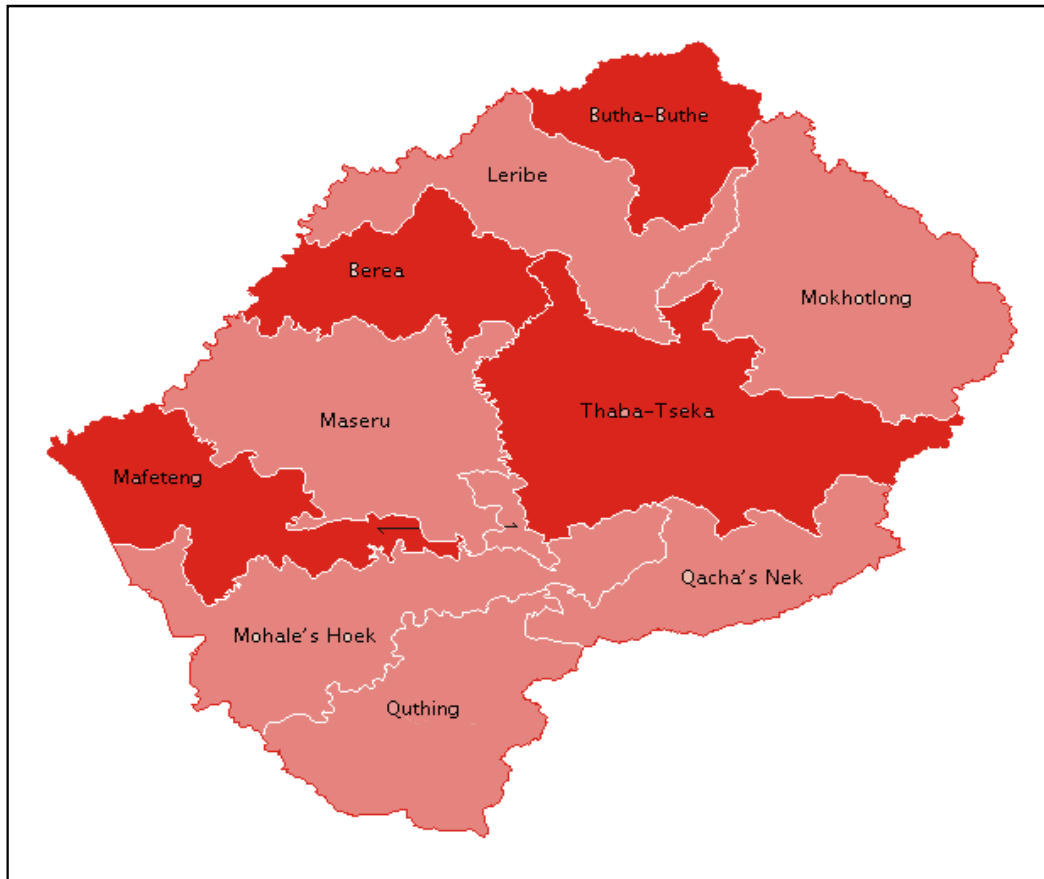 Butha-Buthe
Leribe
Berea
Mokhotlong
Thaba-Tseka
Maseru
Mafeteng
Qacha's Nek
Mohale's Hoek
Quthing